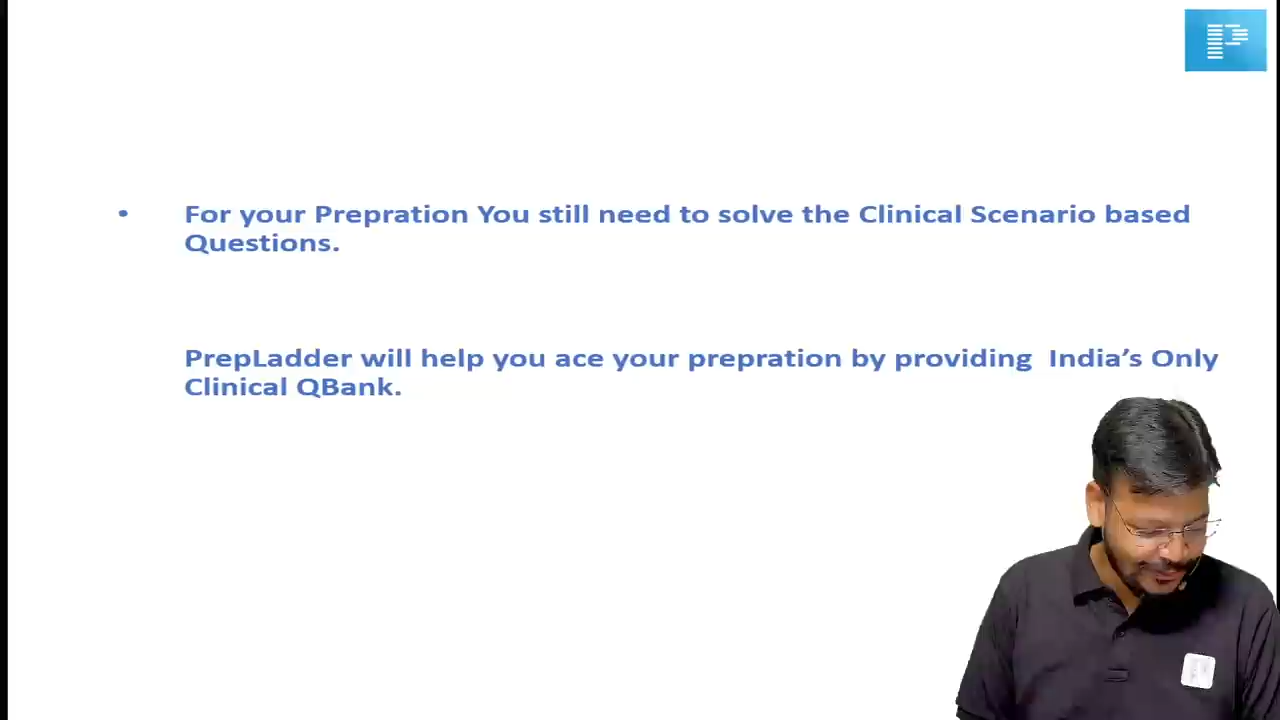 • For your Prepration You still need to solve the Clinical Scenario based
Questions.
PrepLadder will help you ace your prepration by providing India’s Only
Clinical QBank.